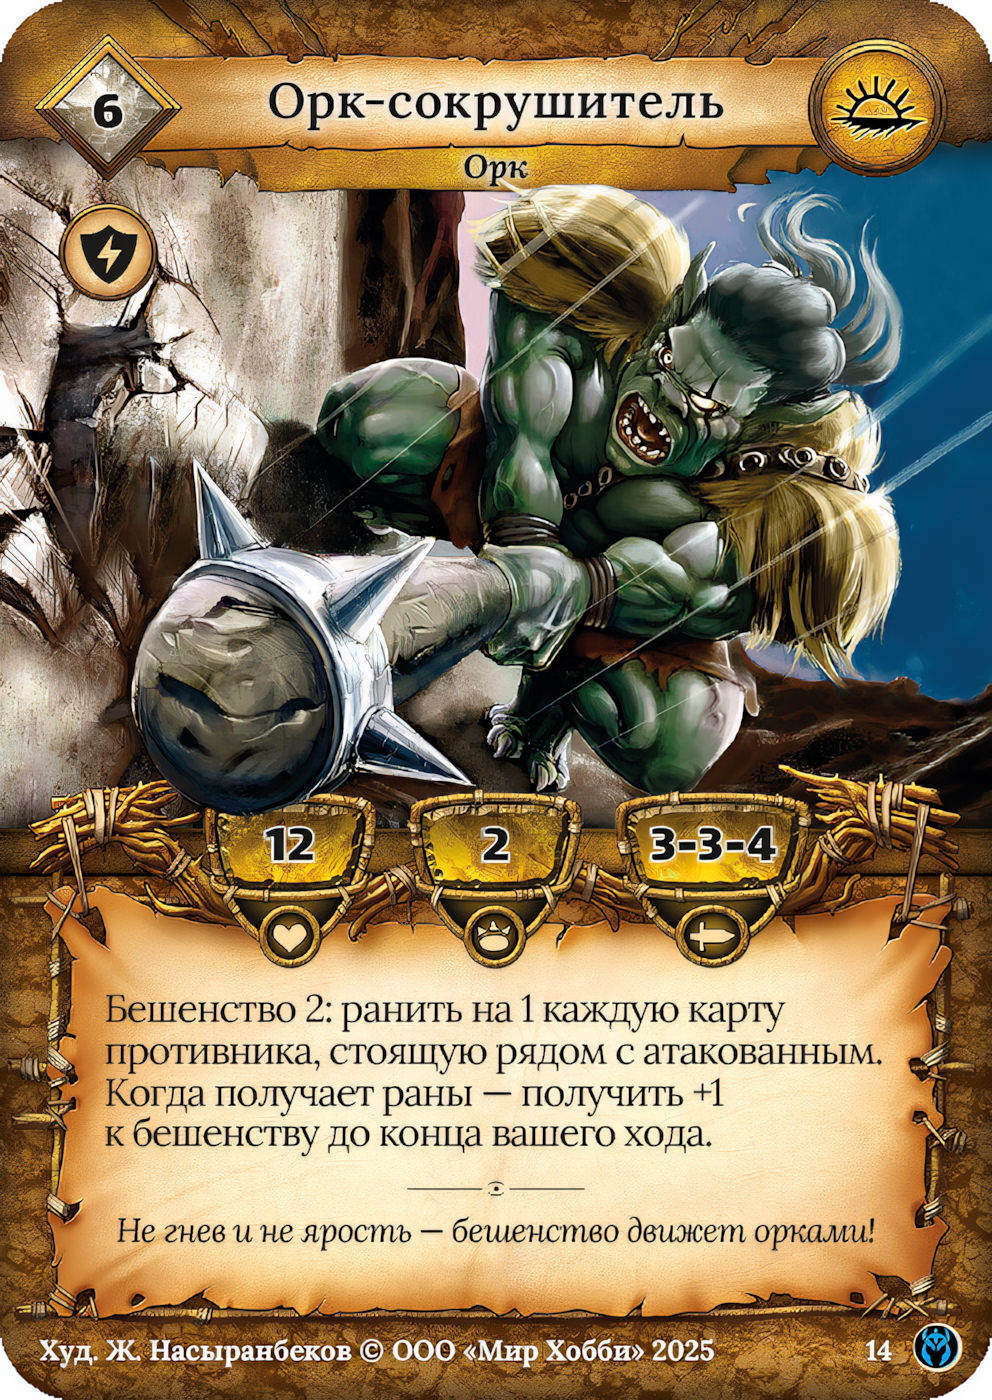 6
Орк-сокрушитель
Орк
12
2
3-3-4
Бешенство 2: ранить на 1 каждую карту
противника, стоящую рядом с атакованным.
Когда получает раны — получить +1
к бешенству до конца вашего хода.
Не гнев и не ярость — бешенство движет орками!
Худ. Ж. Насыранбеков © ООО «Мир Хобби» 2025
14